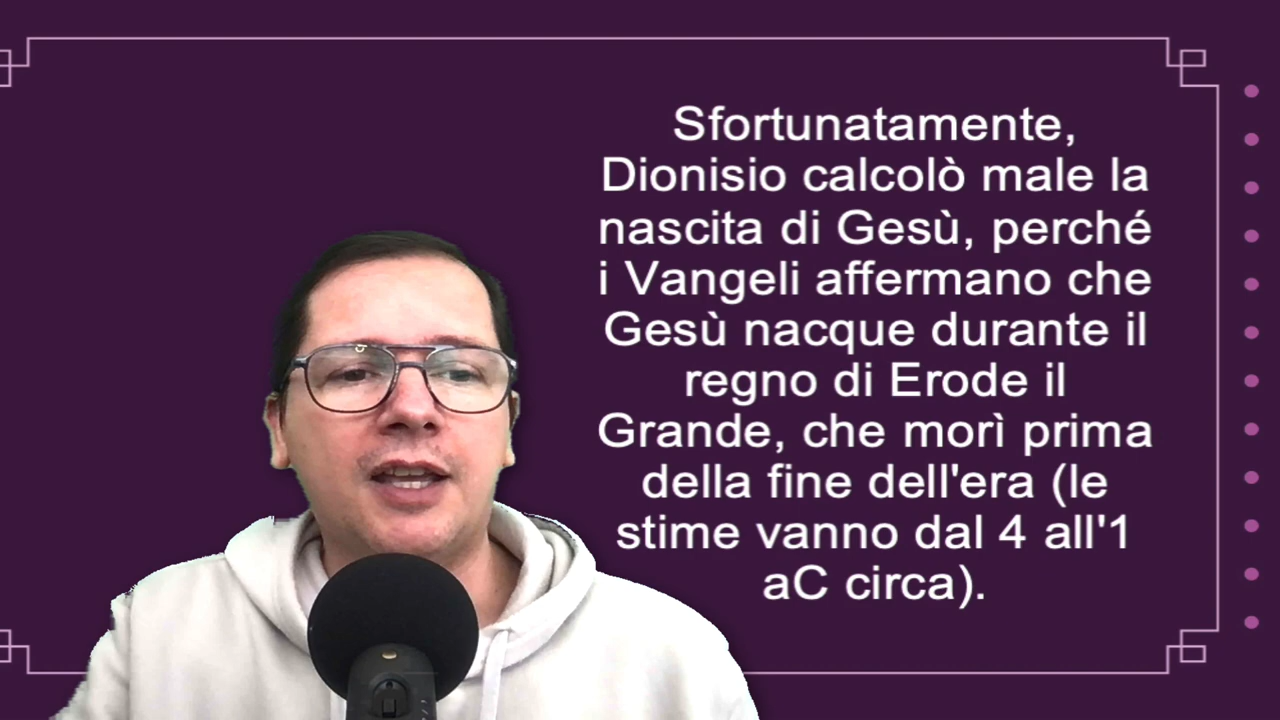 Sfortunatamente,
Dionisio calcolò male la
nascita di Gesù, perché
i Vangeli affermano che
Gesù nacque durante il
regno di Erode il
Grande, che morì prima
della fine dell'era (le
stime vanno dal 4 all'1
aC circa).